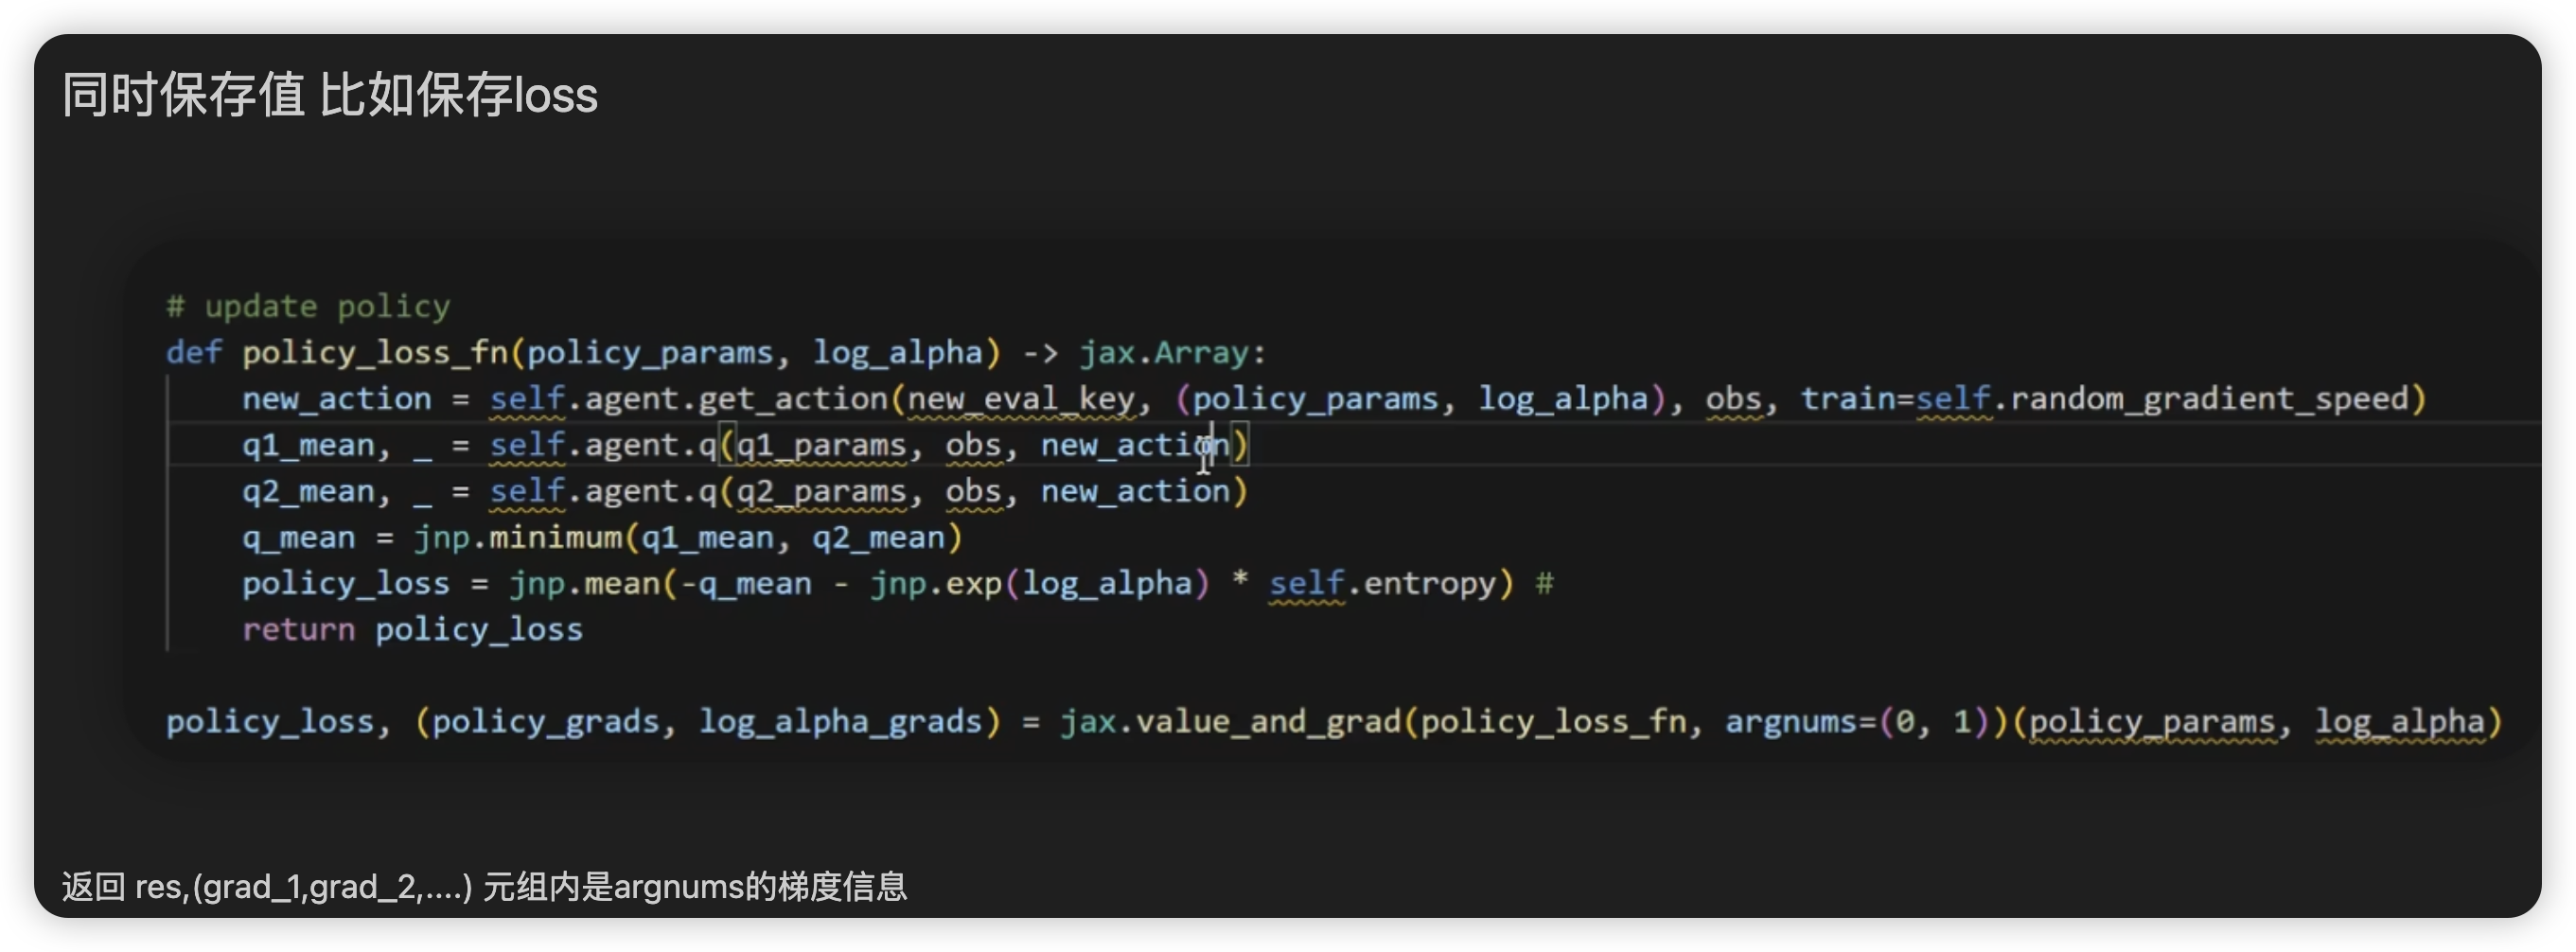 同时保存值 比如保存loss
# update policy
def policy_loss_fn(policy_params, log_alpha) -> jax.Array:
    new_action = self.agent.get_action(new_eval_key, (policy_params, log_alpha), obs, train=self.random_gradient_speed)
    q1_mean, _ = self.agent.q(q1_params, obs, new_action)
    q2_mean, _ = self.agent.q(q2_params, obs, new_action)
    q_mean = jnp.minimum(q1_mean, q2_mean)
    policy_loss = jnp.mean(-q_mean - jnp.exp(log_alpha) * self.entropy) #
    return policy_loss
policy_loss, (policy_grads, log_alpha_grads) = jax.value_and_grad(policy_loss_fn, argnums=(0, 1))(policy_params, log_alpha)
返回 res,(grad_1,grad_2,....) 元组内是argnums的梯度信息